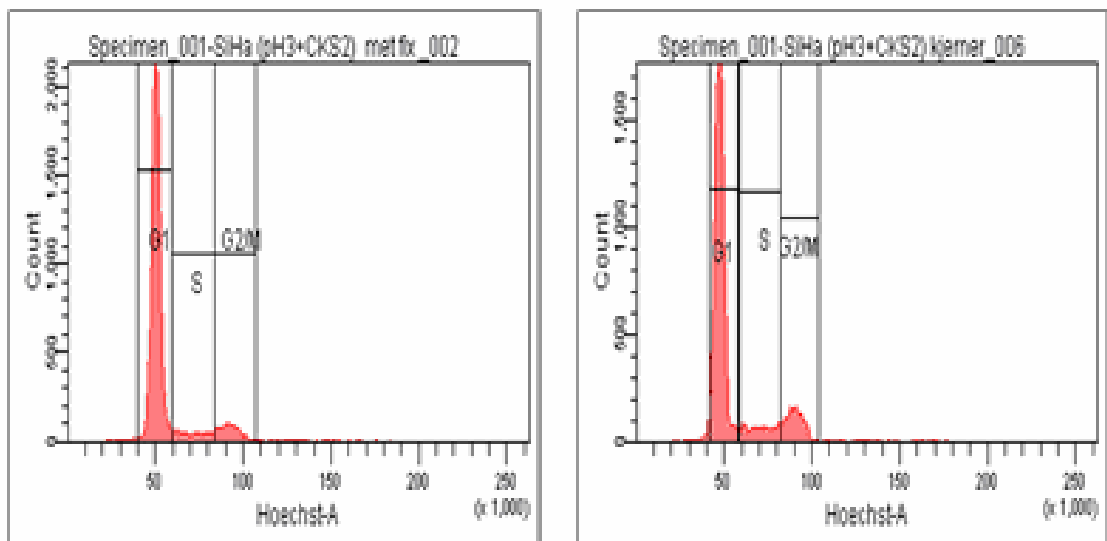 Specimen_001-SiHa (pH3+CKS2) metfix_002
Count
2,000
1,500
1,000
500
0
G1
S
G2/M
50
100
150
200
250
(x 1,000)
Hoechst-A
Specimen_001-SiHa (pH3+CKS2) kjerner_006
Count
1,500
1,000
500
0
G1
S
G2/M
50
100
150
200
250
(x 1,000)
Hoechst-A